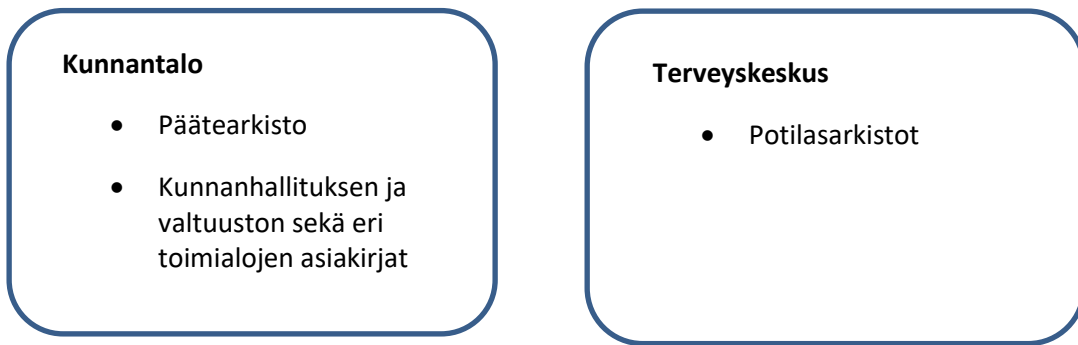 Kunnantalo
• Päätearkisto
• Kunnanhallituksen ja
valtuuston sekä eri
toimialojen asiakirjat
Terveyskeskus
• Potilasarkistot